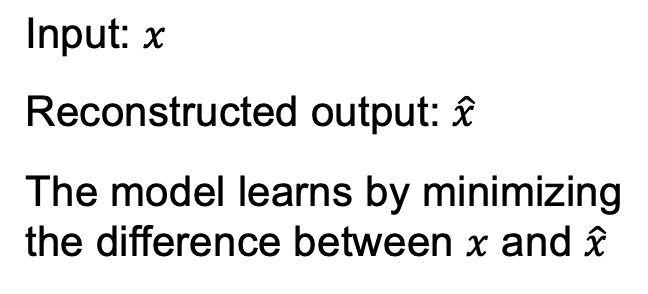 Input: 𝑥
Reconstructed output: 𝑥̂
The model learns by minimizing
the difference between 𝑥 and 𝑥̂